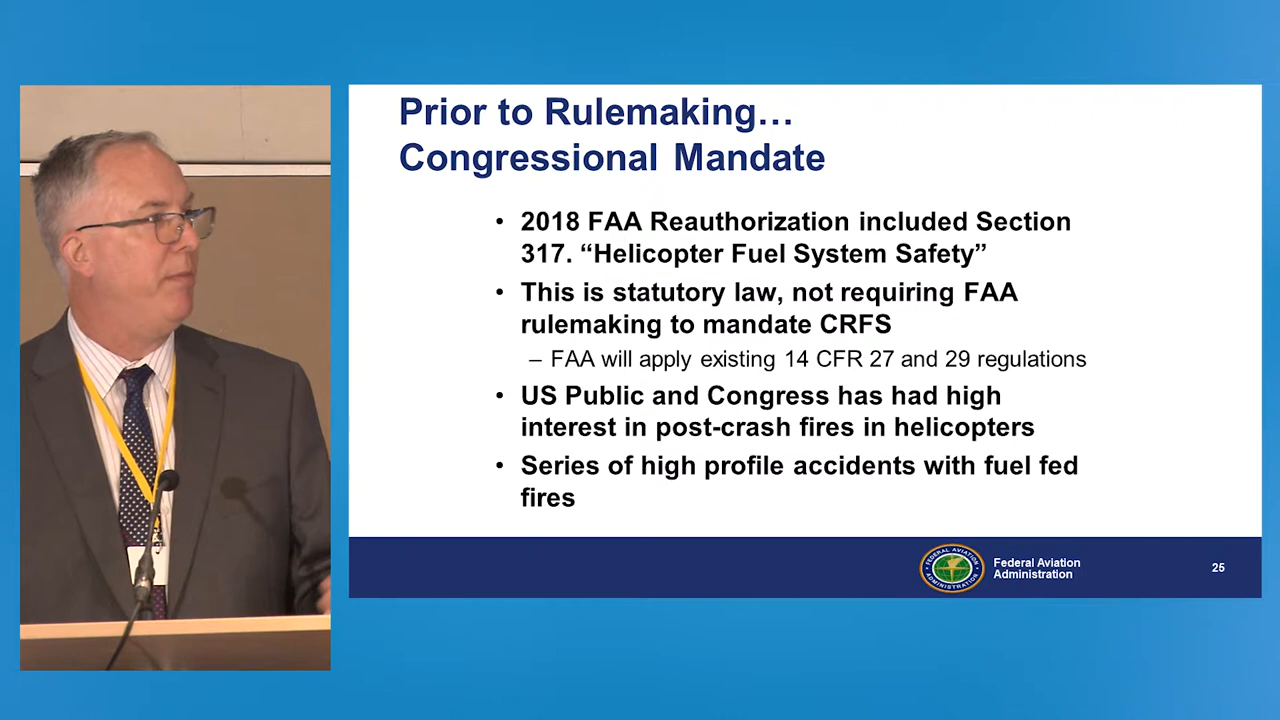 Prior to Rulemaking…
Congressional Mandate
• 2018 FAA Reauthorization included Section
317. “Helicopter Fuel System Safety”
• This is statutory law, not requiring FAA
rulemaking to mandate CRFS
– FAA will apply existing 14 CFR 27 and 29 regulations
• US Public and Congress has had high
interest in post-crash fires in helicopters
• Series of high profile accidents with fuel fed
fires
FEDERAL AVIATION
ADMINISTRATION
Federal Aviation
Administration
25